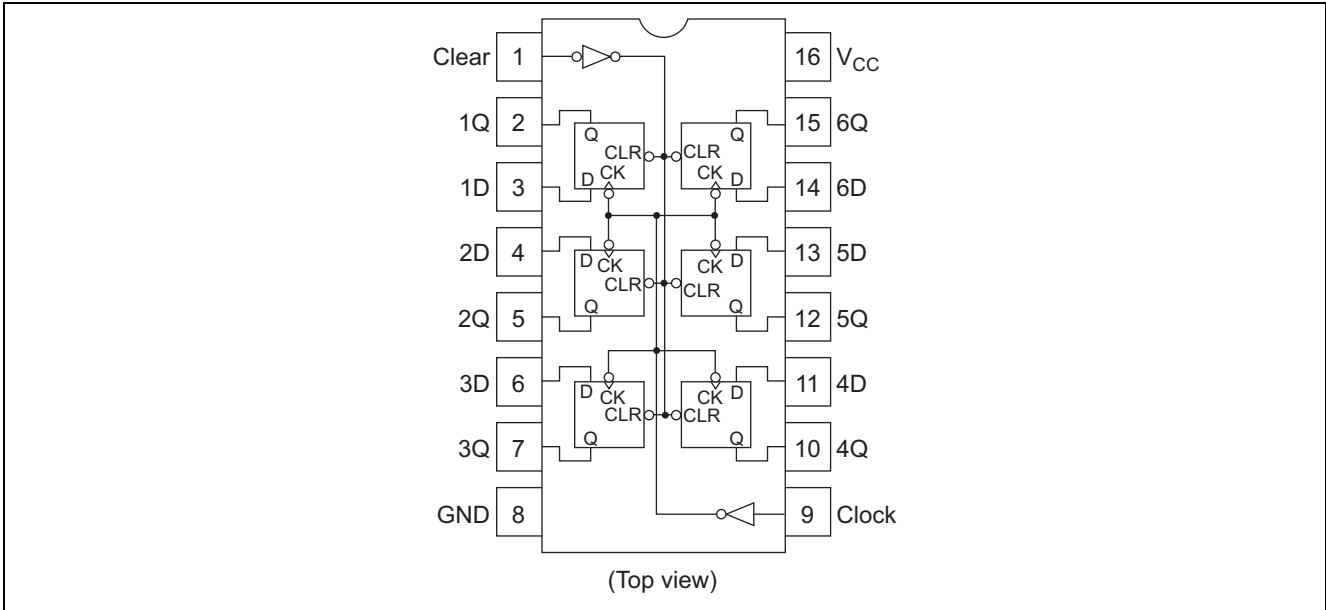 Clear 1 16 VCC
1Q 2 Q Q 15 6Q
CLR CLR
CK CK
1D 3 D D 14 6D
2D 4 D CK CK D 13 5D
CLR CLR
2Q 5 Q Q 12 5Q
3D 6 D CK CK D 11 4D
CLR CLR
3Q 7 Q Q 10 4Q
GND 8 9 Clock
(Top view)